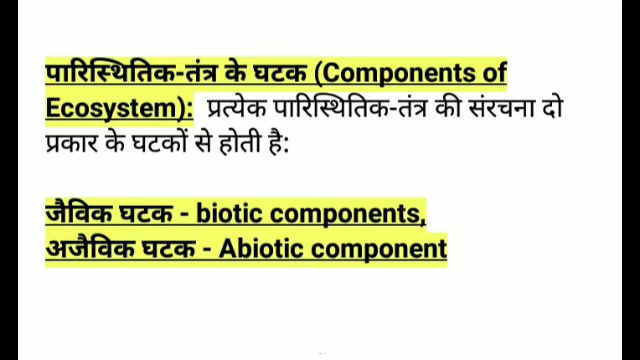 पारिस्थितिक-तंत्र के घटक (Components of
Ecosystem): प्रत्येक पारिस्थितिक-तंत्र की संरचना दो
प्रकार के घटकों से होती है:
जैविक घटक - biotic components,
अजैविक घटक - Abiotic component